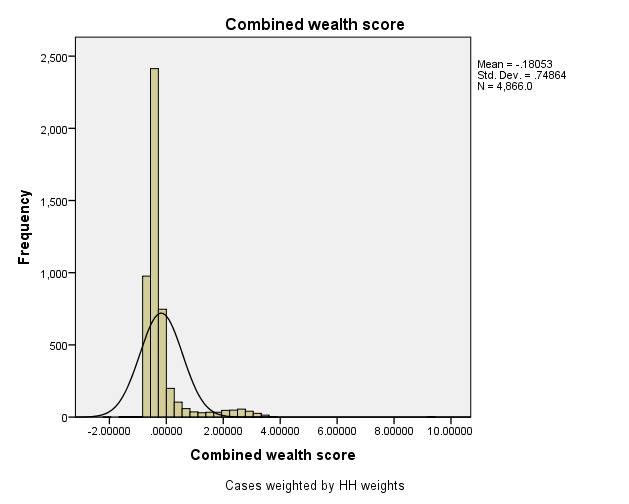 Combined wealth score
Mean = -.18053
Std. Dev. = .74864
N = 4,866.0
2,500
2,000
1,500
1,000
500
0
Frequency
-2.00000 .00000 2.00000 4.00000 6.00000 8.00000 10.00000
Combined wealth score
Cases weighted by HH weights